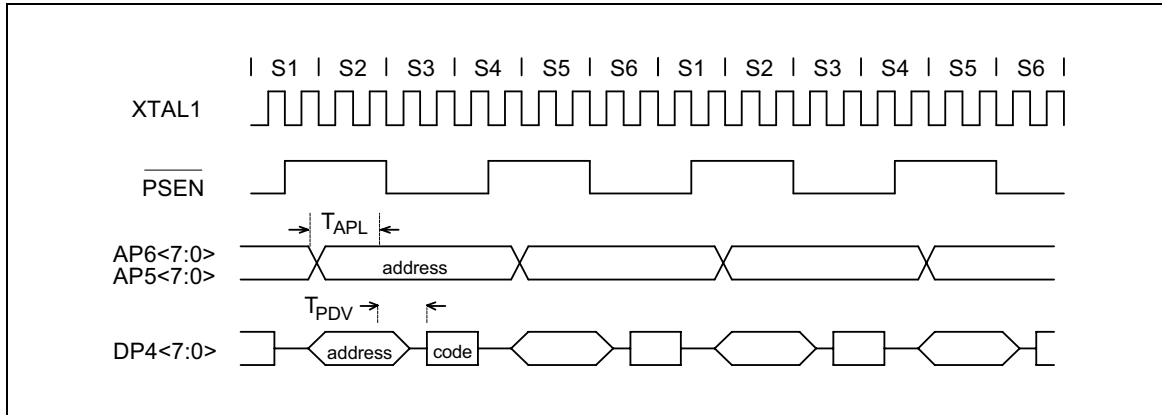 | S1 | S2 | S3 | S4 | S5 | S6 | S1 | S2 | S3 | S4 | S5 | S6 |
XTAL1
PSEN
TAPL
AP6<7:0>
AP5<7:0>
address
TPDV
DP4<7:0>
address
code